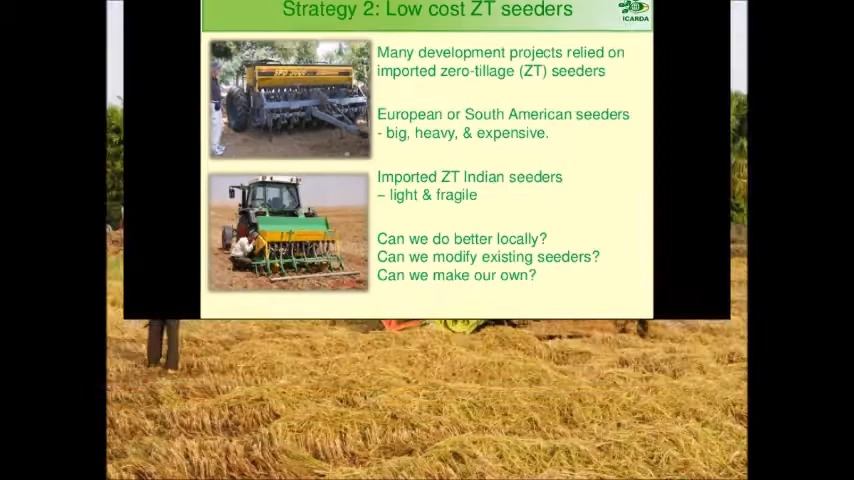 Strategy 2: Low cost ZT seeders
ICARDA
Many development projects relied on
imported zero-tillage (ZT) seeders
European or South American seeders
- big, heavy, & expensive.
Imported ZT Indian seeders
– light & fragile
Can we do better locally?
Can we modify existing seeders?
Can we make our own?